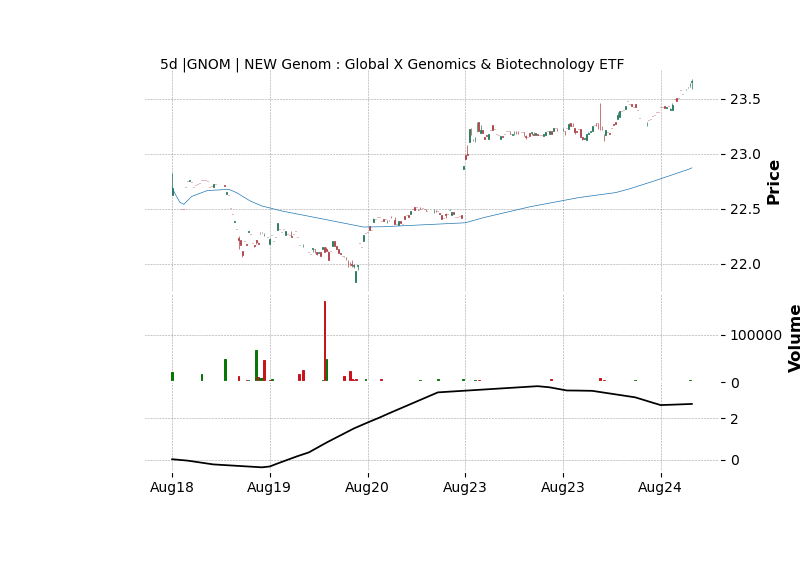 5d |GNOM | NEW Genom : Global X Genomics & Biotechnology ETF
23.5
23.0
22.5
22.0
Price
100000
0
Volume
2
0
Aug18 Aug19 Aug20 Aug23 Aug23 Aug24